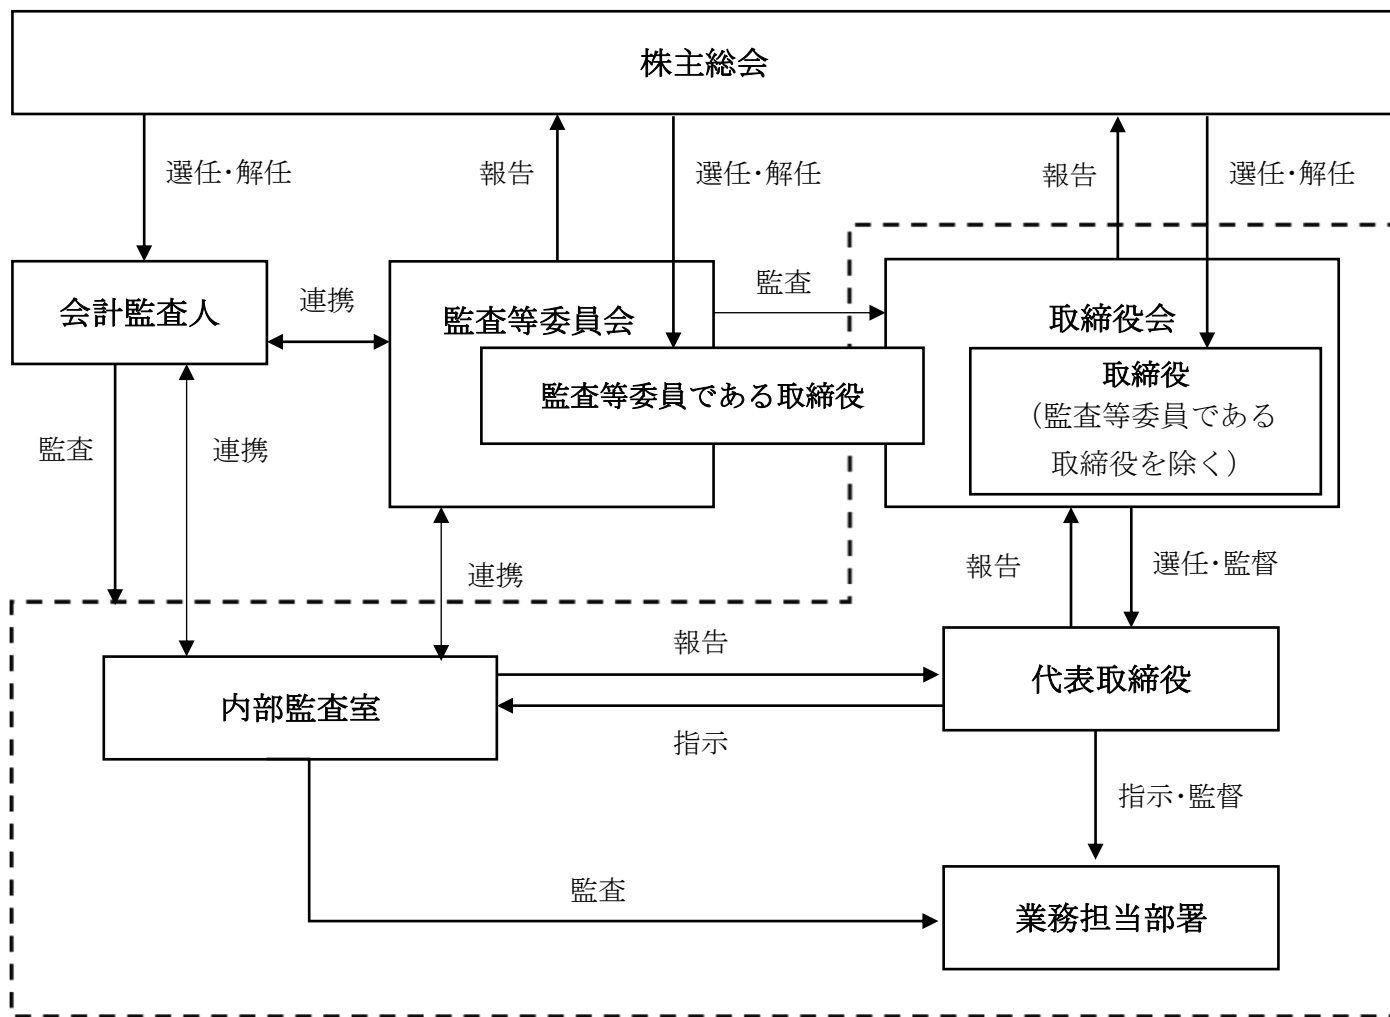 株主総会
選任・解任
報告
選任・解任
報告
選任・解任
会計監査人
連携
監査等委員会
監査
取締役会
監査等委員である取締役
取締役
（監査等委員である
取締役を除く）
監査
連携
連携
報告
選任・監督
内部監査室
報告
指示
代表取締役
指示・監督
監査
業務担当部署